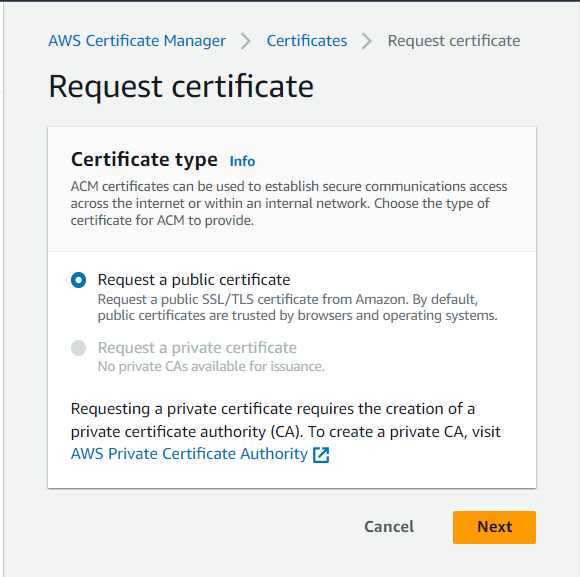 AWS Certificate Manager > Certificates > Request certificate
Request certificate
Certificate type Info
ACM certificates can be used to establish secure communications access
across the internet or within an internal network. Choose the type of
certificate for ACM to provide.
Request a public certificate
Request a public SSL/TLS certificate from Amazon. By default,
public certificates are trusted by browsers and operating systems.
Request a private certificate
No private CAs available for issuance.
Requesting a private certificate requires the creation of a
private certificate authority (CA). To create a private CA, visit
AWS Private Certificate Authority
Cancel Next